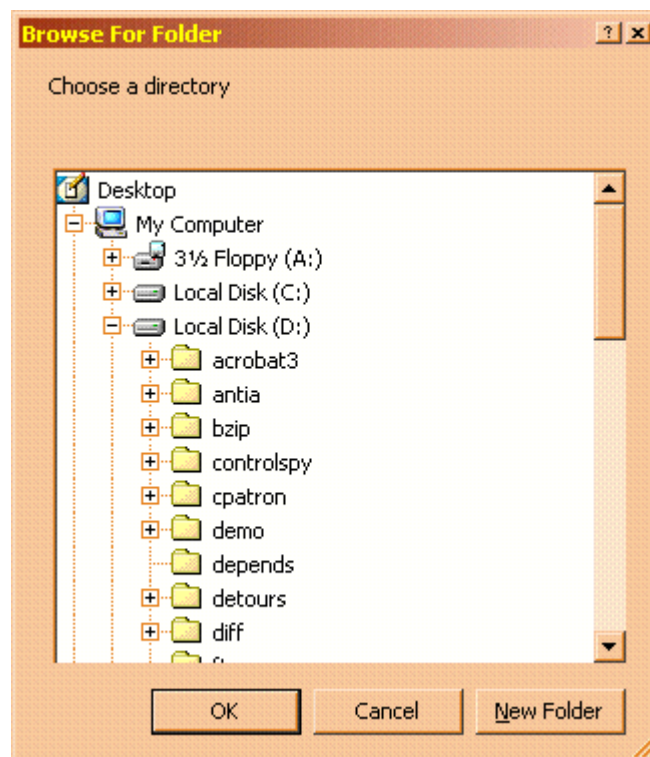 Browse For Folder
Choose a directory
Desktop
My Computer
3½ Floppy (A:)
Local Disk (C:)
Local Disk (D:)
acrobat3
antia
bzip
controlspy
cpatron
demo
depends
detours
diff
OK Cancel New Folder